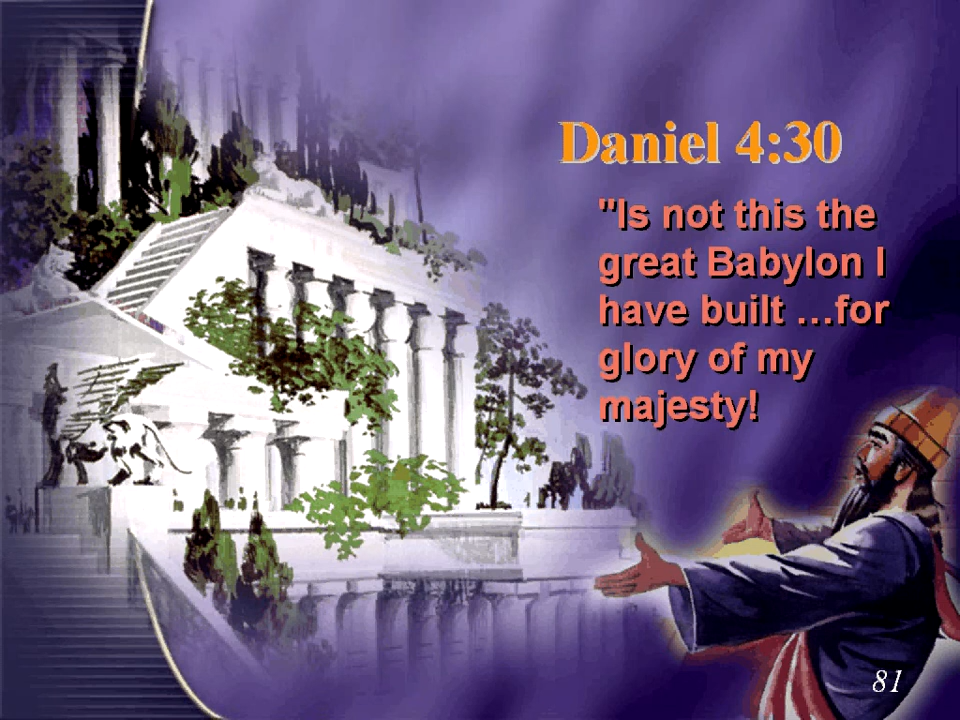 Daniel 4:30
"Is not this the
great Babylon I
have built …for
glory of my
majesty!
81